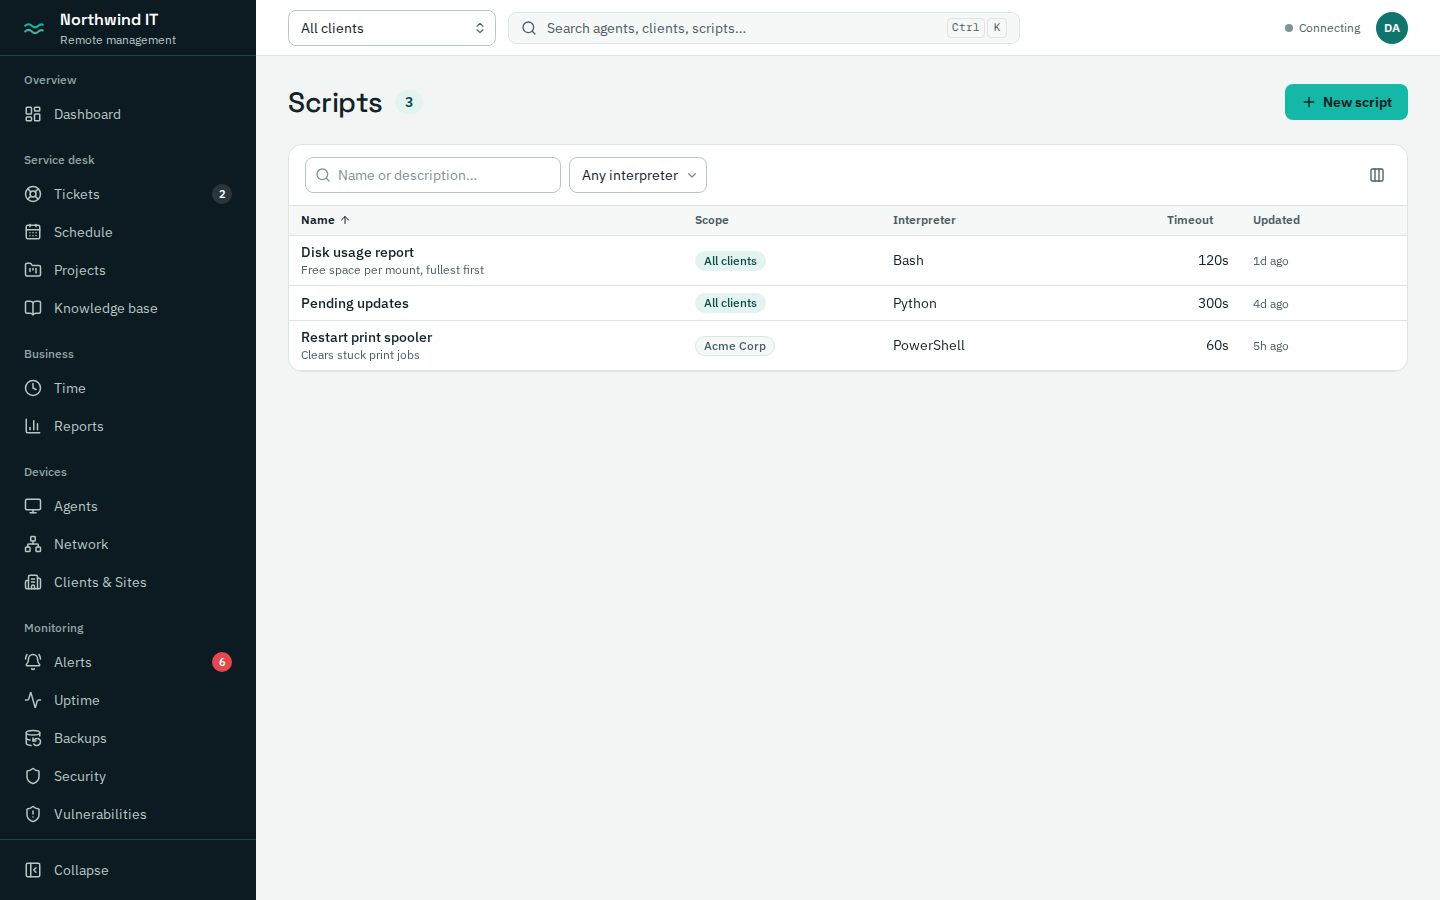 Northwind IT
Remote management
All clients
Search agents, clients, scripts...
Ctrl K
Connecting
DA
Overview
Dashboard
Service desk
Tickets 2
Schedule
Projects
Knowledge base
Business
Time
Reports
Devices
Agents
Network
Clients & Sites
Monitoring
Alerts 6
Uptime
Backups
Security
Vulnerabilities
Collapse
Scripts 3
New script
Name or description...
Any interpreter
Name Scope Interpreter Timeout Updated
Disk usage report
Free space per mount, fullest first
All clients Bash 120s 1d ago
Pending updates All clients Python 300s 4d ago
Restart print spooler
Clears stuck print jobs
Acme Corp PowerShell 60s 5h ago